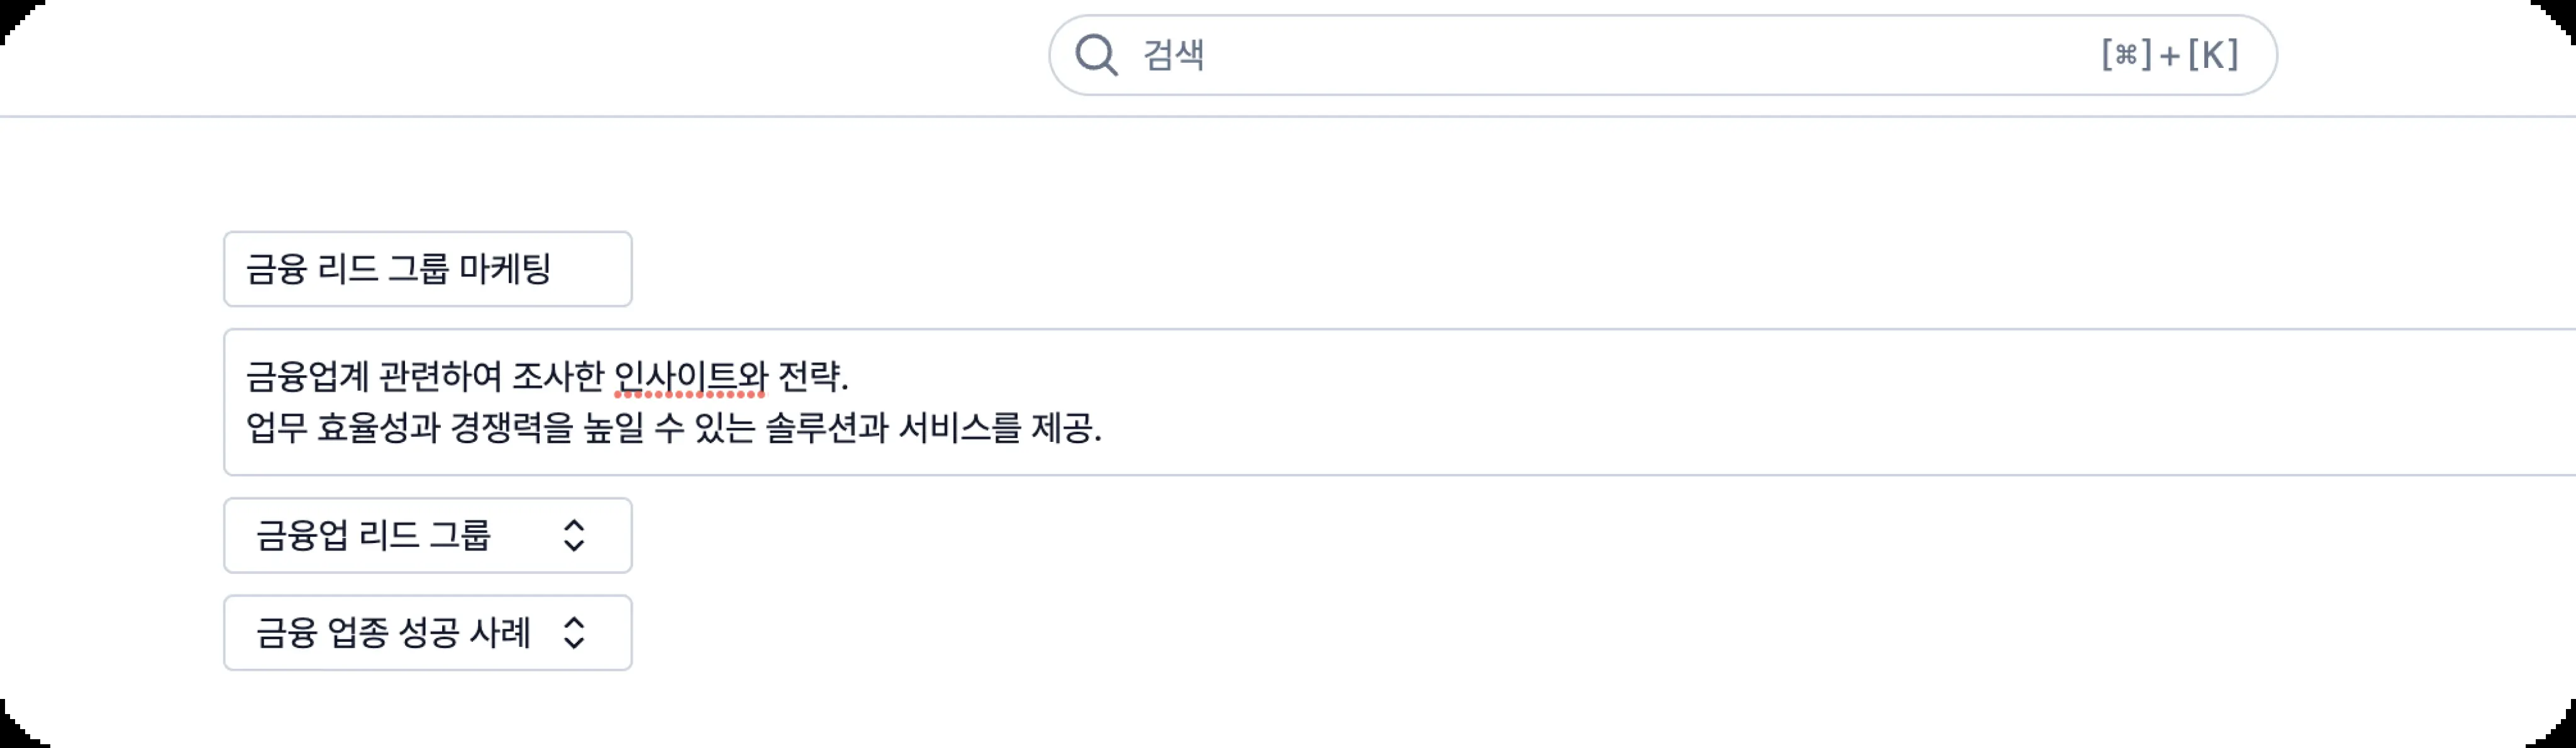 검색 [⌘]+[K]
금융 리드 그룹 마케팅
금융업계 관련하여 조사한 인사이트와 전략.
업무 효율성과 경쟁력을 높일 수 있는 솔루션과 서비스를 제공.
금융업 리드 그룹
금융 업종 성공 사례